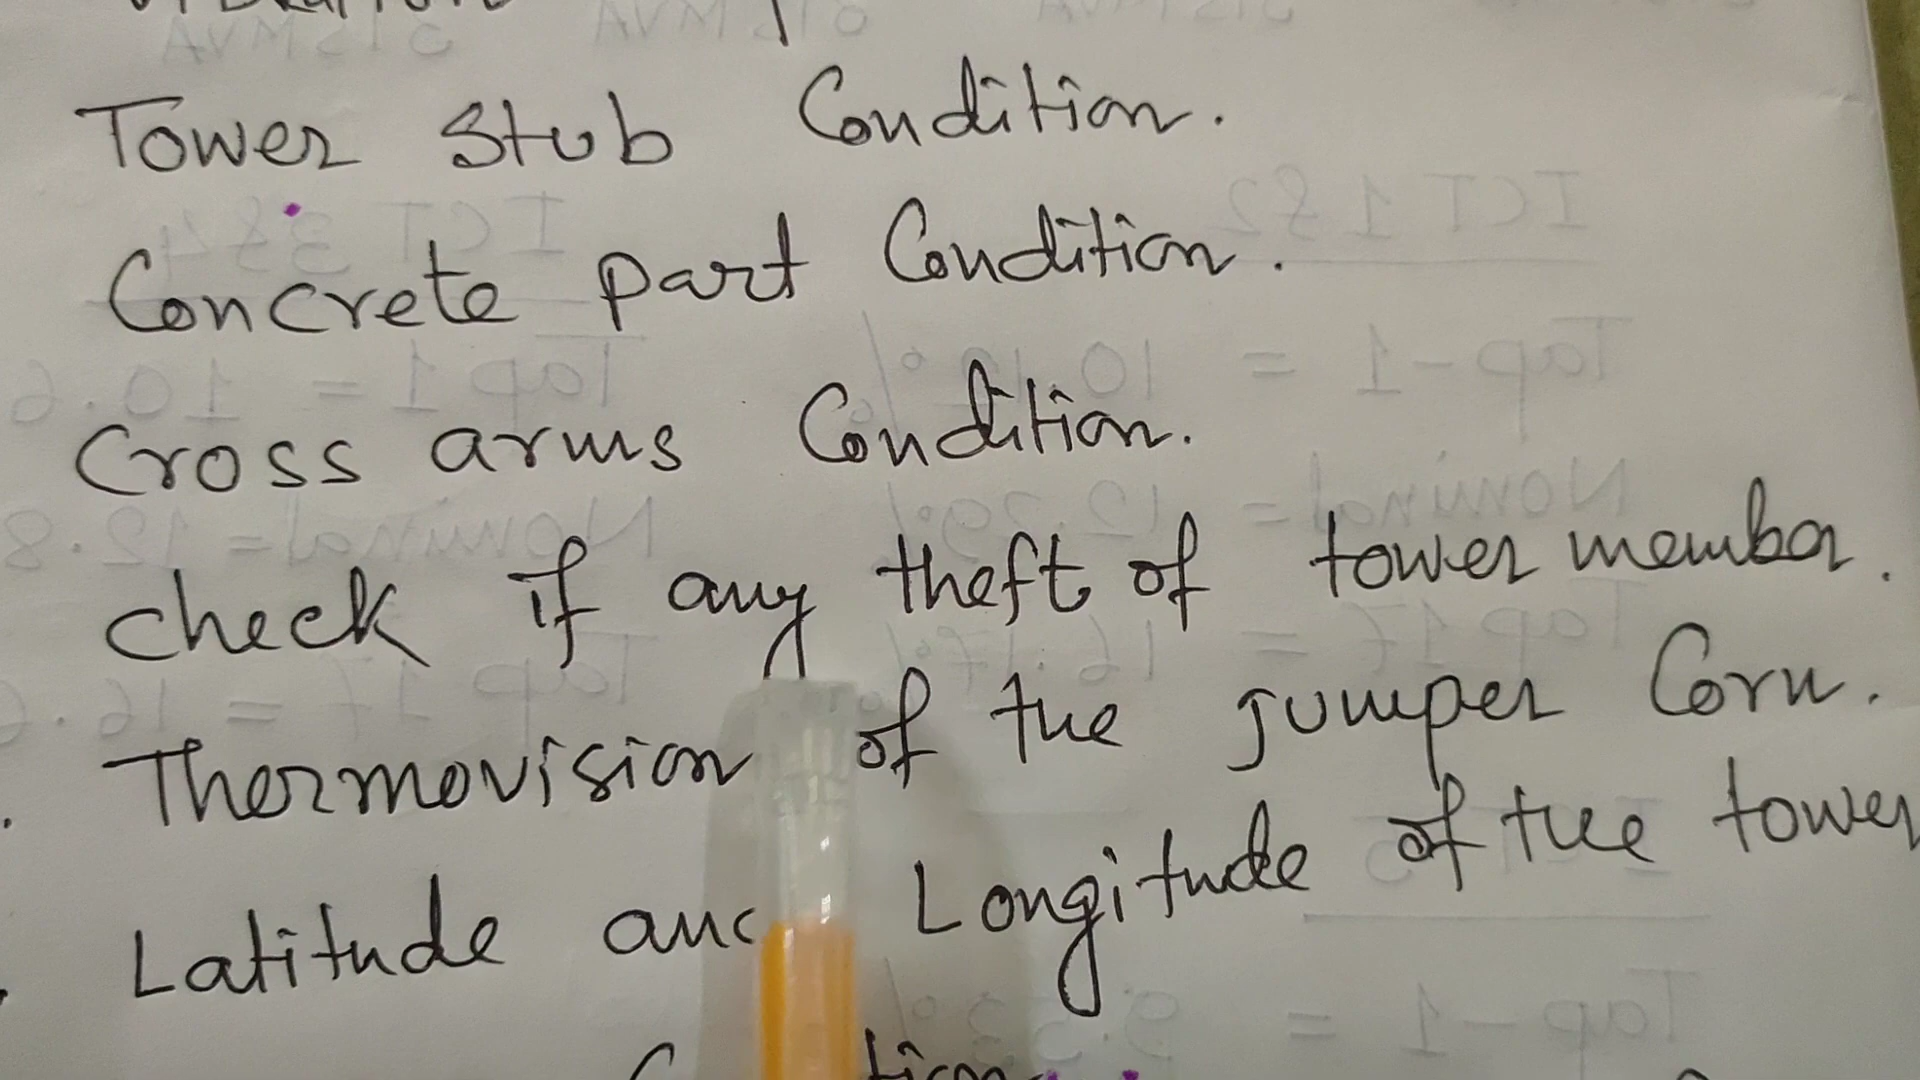 Tower Stub Condition.
Concrete part Condition.
Cross arms Condition.
check if any theft of tower member.
Thermovision of the jumper Corn.
Latitude and Longitude of the tower